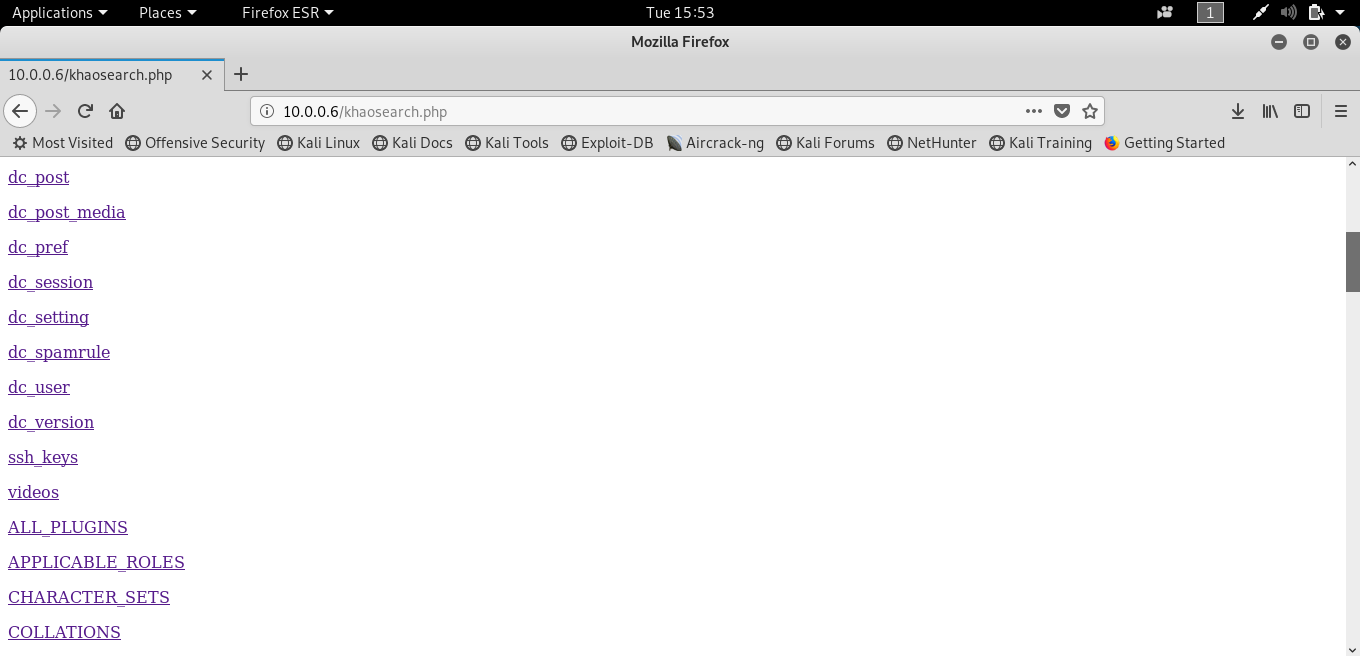 Applications Places Firefox ESR Tue 15:53 1
Mozilla Firefox
10.0.0.6/khaosearch.php
10.0.0.6/khaosearch.php
Most Visited Offensive Security Kali Linux Kali Docs Kali Tools Exploit-DB Aircrack-ng Kali Forums NetHunter Kali Training Getting Started
dc_post
dc_post_media
dc_pref
dc_session
dc_setting
dc_spamrule
dc_user
dc_version
ssh_keys
videos
ALL_PLUGINS
APPLICABLE_ROLES
CHARACTER_SETS
COLLATIONS